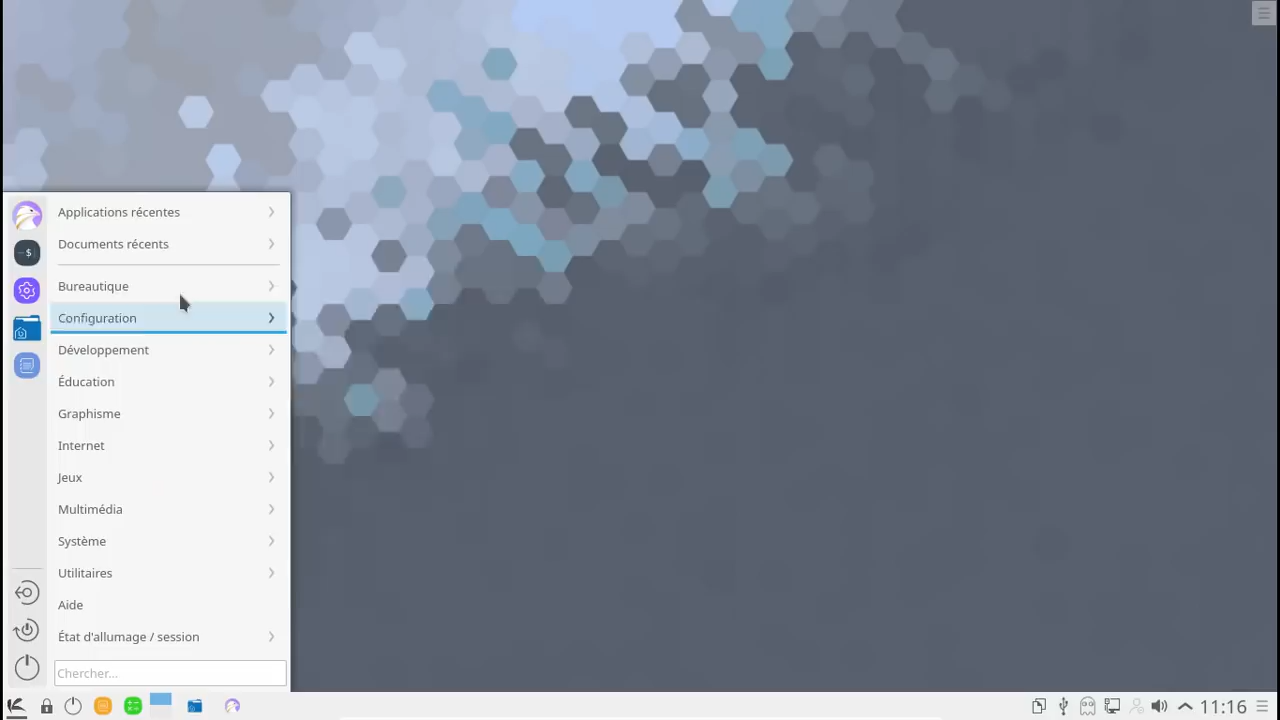 Applications récentes
Documents récents
Bureautique
Configuration
Développement
Éducation
Graphisme
Internet
Jeux
Multimédia
Système
Utilitaires
Aide
État d'allumage / session
Chercher...
11:16